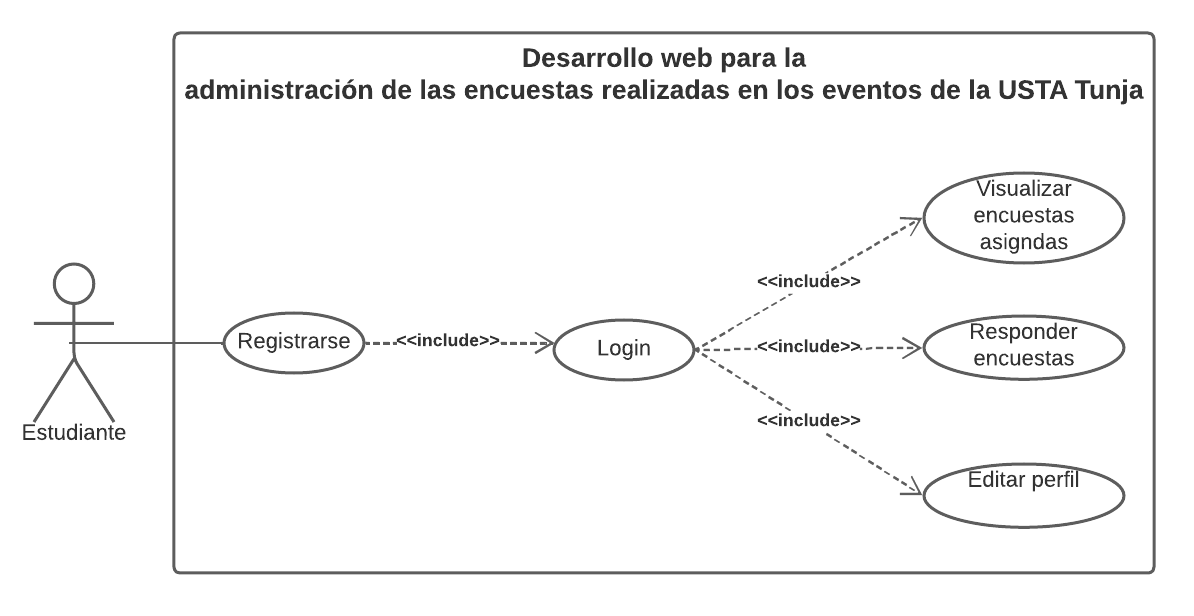 Desarrollo web para la
administración de las encuestas realizadas en los eventos de la USTA Tunja
Visualizar
encuestas
asigndas
<<include>>
Registrarse
<<include>>
Login
<<include>>
Responder
encuestas
<<include>>
Estudiante
Editar perfil